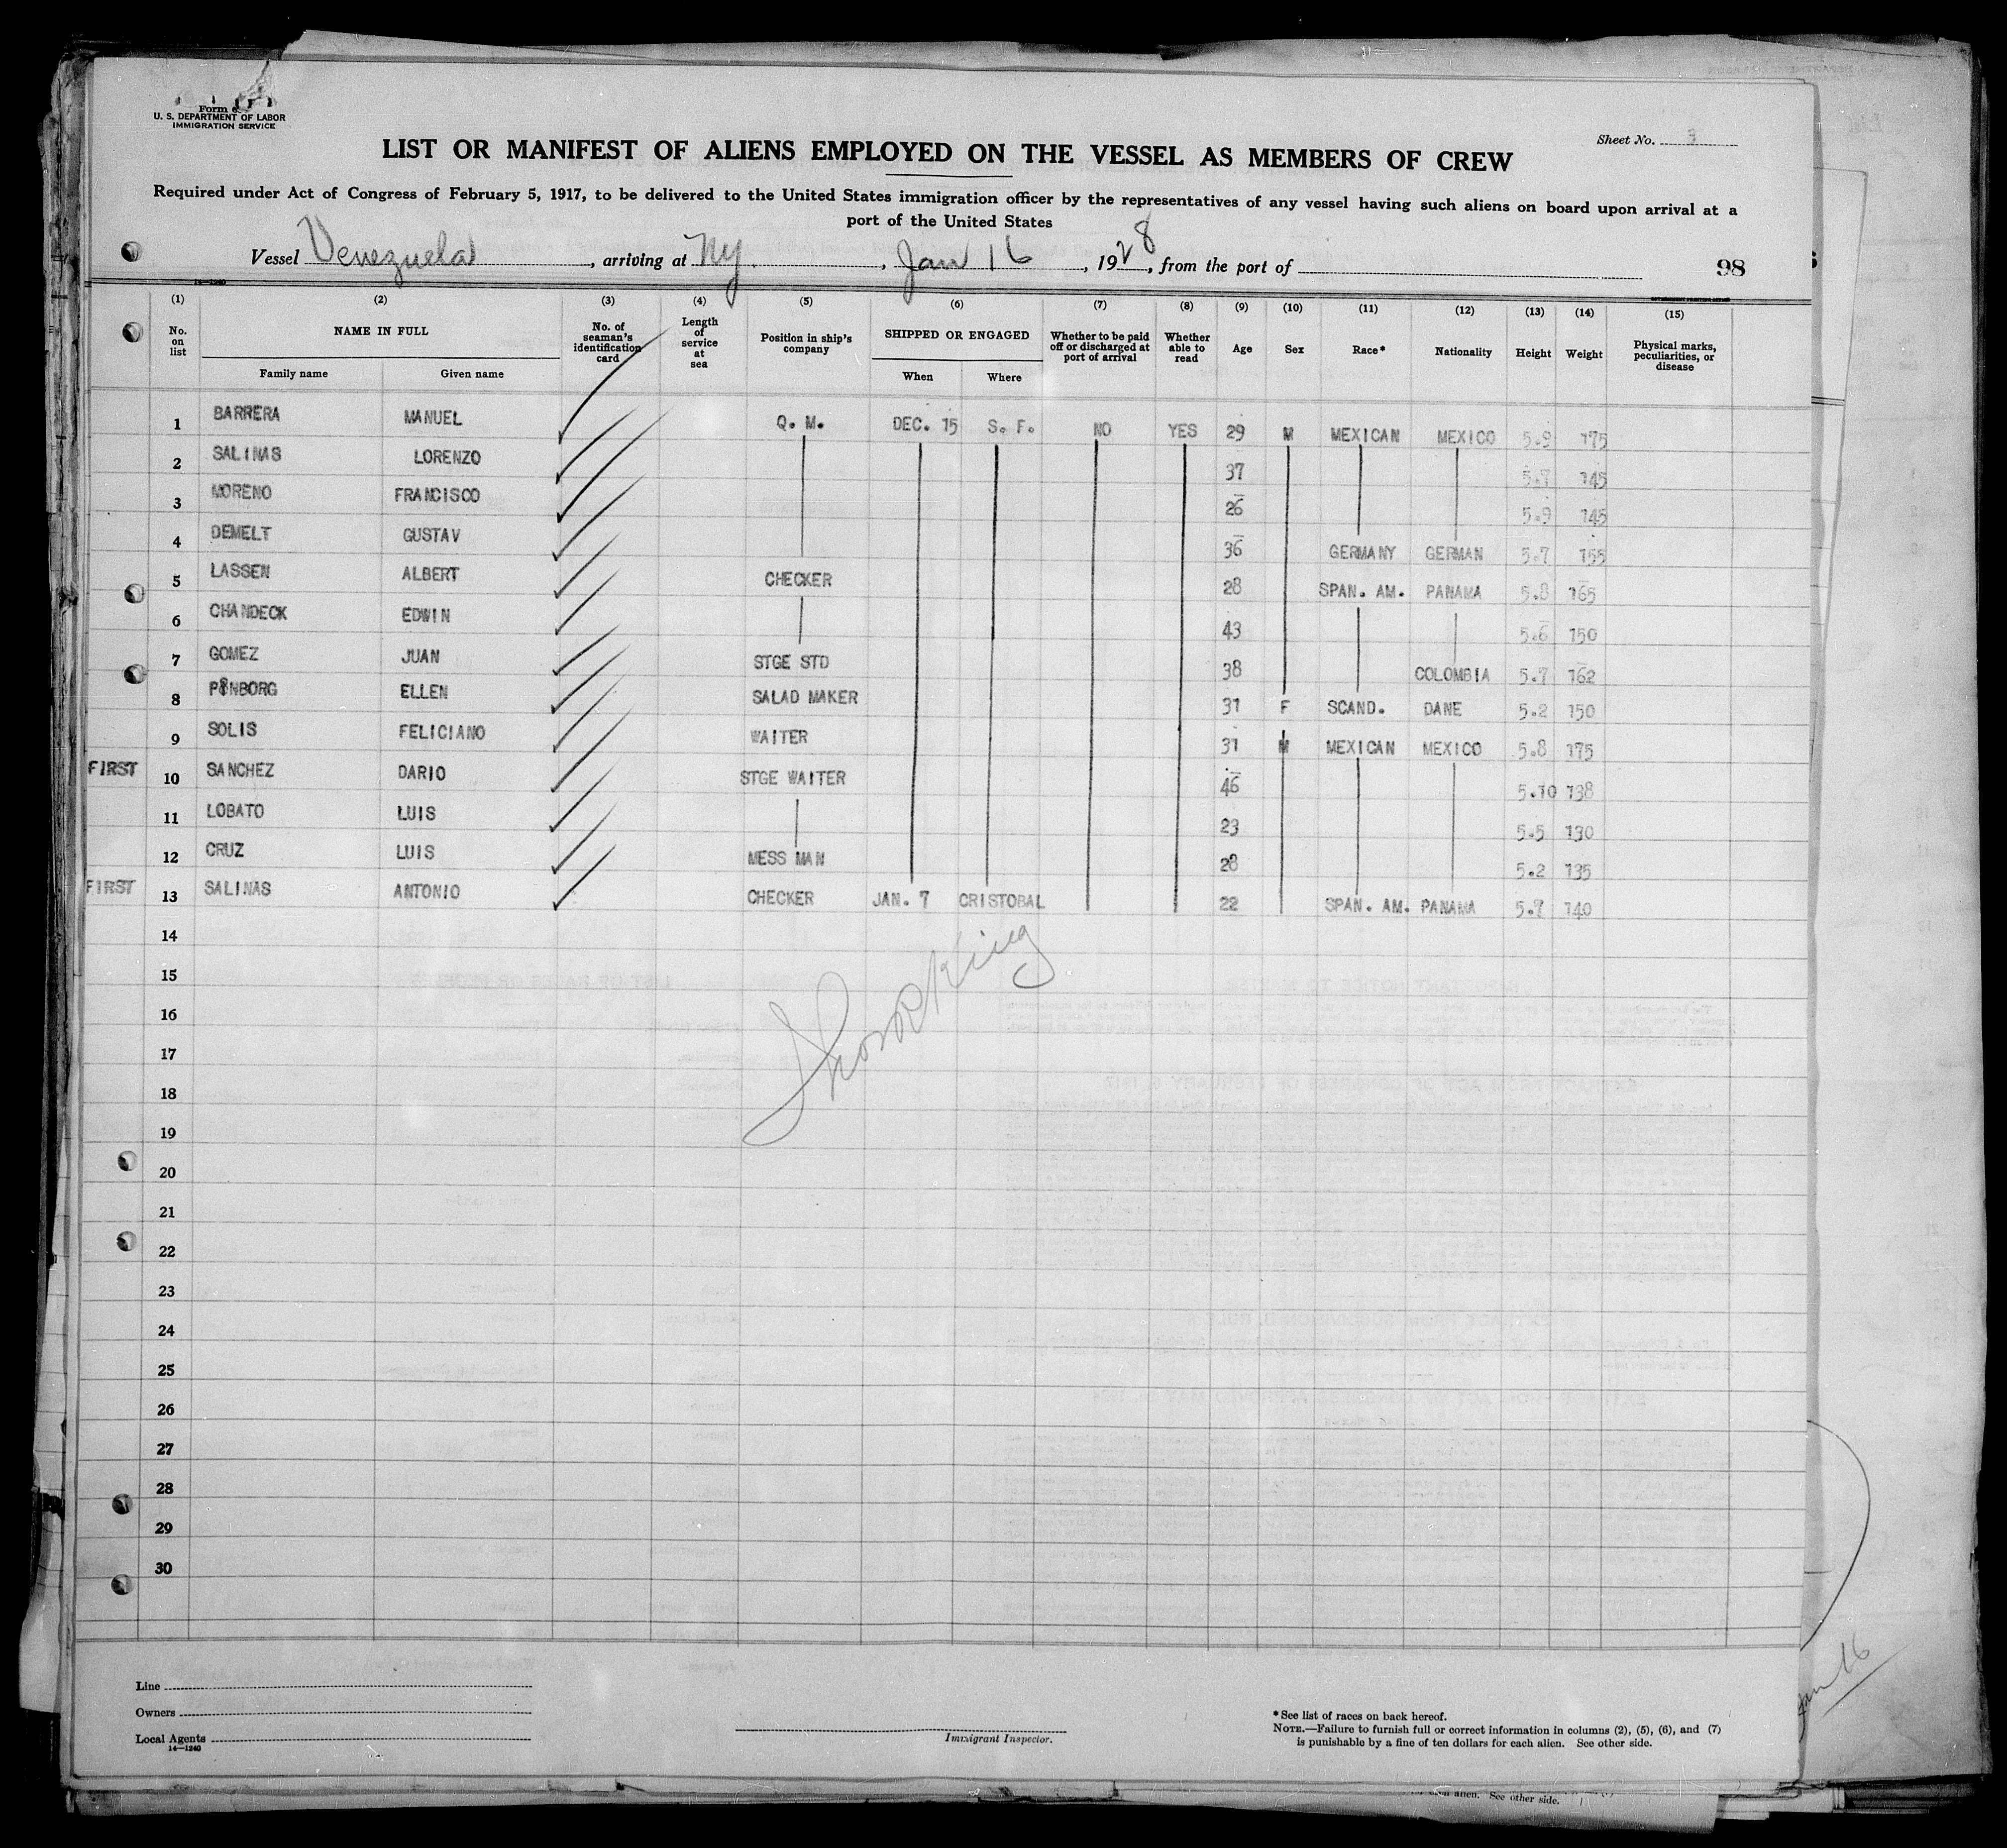 Form
U. S. DEPARTMENT OF LABOR
IMMIGRATION SERVICE
Sheet No. 3
LIST OR MANIFEST OF ALIENS EMPLOYED ON THE VESSEL AS MEMBERS OF CREW
Required under Act of Congress of February 5, 1917, to be delivered to the United States immigration officer by the representatives of any vessel having such aliens on board upon arrival at a
port of the United States
Vessel Venezuela, arriving at NY, Jan 16, 1928, from the port of
98
14—1240
(1) (2) (3) (4) (5) (6) (7) (8) (9) (10) (11) (12) (13) (14) (15)
No. on list NAME IN FULL Family name Given name No. of seaman's identification card Length of service at sea Position in ship's company SHIPPED OR ENGAGED When Where Whether to be paid off or discharged at port of arrival Whether able to read Age Sex Race* Nationality Height Weight Physical marks, peculiarities, or disease
1 BARRERA MANUEL Q. M. DEC. 15 S. F. NO YES 29 M MEXICAN MEXICO 5.9 175
2 SALINAS LORENZO 37 5.7 145
3 MORENO FRANCISCO 26 5.9 145
4 DEMELT GUSTAV 36 GERMANY GERMAN 5.7 155
5 LASSEN ALBERT CHECKER 28 SPAN. AM. PANAMA 5.8 165
6 CHANDECK EDWIN 43 5.6 150
7 GOMEZ JUAN STGE STD 38 COLOMBIA 5.7 162
8 ELLEN SALAD MAKER 31 F SCAND. DANE 5.2 150
9 SOLIS FELICIANO WAITER 31 M MEXICAN MEXICO 5.8 175
FIRST 10 SANCHEZ DARIO STGE WAITER 46 5.10 138
11 LOBATO LUIS 23 5.5 130
12 CRUZ LUIS MESS MAN 28 5.2 135
FIRST 13 SALINAS ANTONIO CHECKER JAN. 7 CRISTOBAL 22 SPAN. AM. PANAMA 5.7 140
14
15
16
17
18
19
20
21
22
23
24
25
26
27
28
29
30
Line
Owners
Local Agents
14—1240
Immigrant Inspector.
*See list of races on back hereof.
NOTE.—Failure to furnish full or correct information in columns (2), (5), (6), and (7)
is punishable by a fine of ten dollars for each alien. See other side.
Jan 16
alien. See other side.